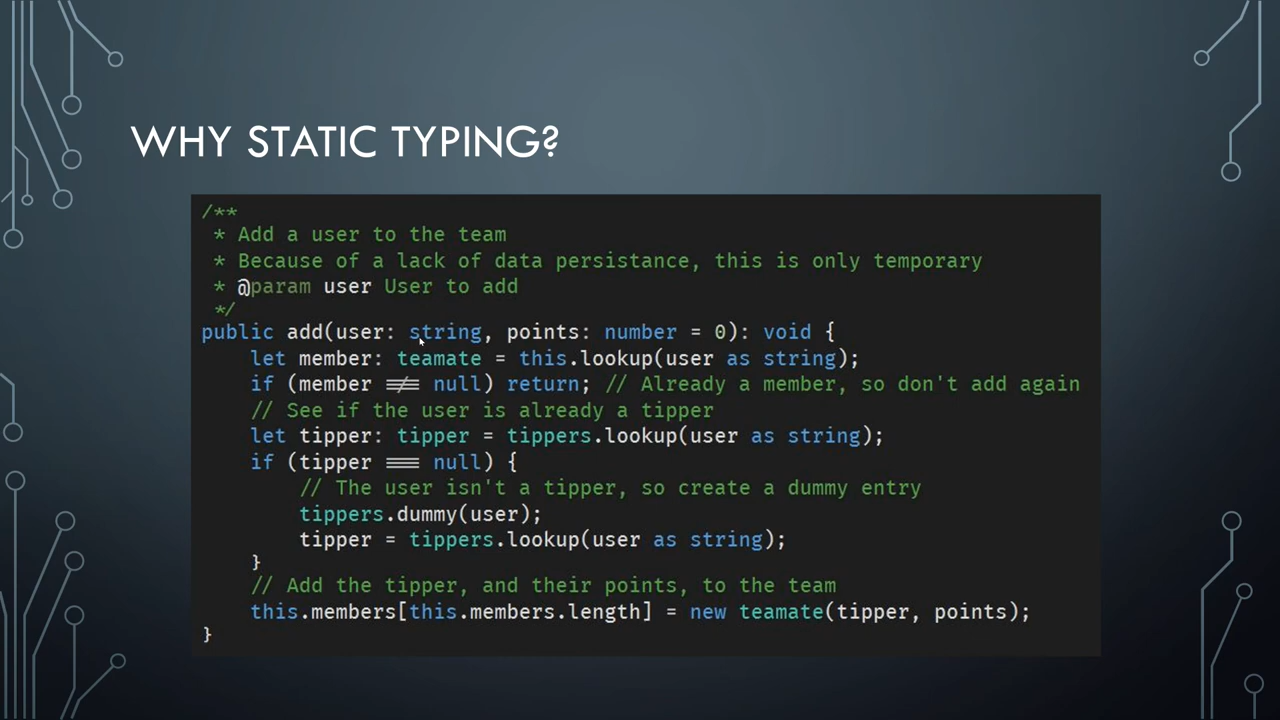 WHY STATIC TYPING?
/**
 * Add a user to the team
 * Because of a lack of data persistance, this is only temporary
 * @param user User to add
 */
public add(user: string, points: number = 0): void {
    let member: teamate = this.lookup(user as string);
    if (member !== null) return; // Already a member, so don't add again
    // See if the user is already a tipper
    let tipper: tipper = tippers.lookup(user as string);
    if (tipper === null) {
        // The user isn't a tipper, so create a dummy entry
        tippers.dummy(user);
        tipper = tippers.lookup(user as string);
    }
    // Add the tipper, and their points, to the team
    this.members[this.members.length] = new teamate(tipper, points);
}